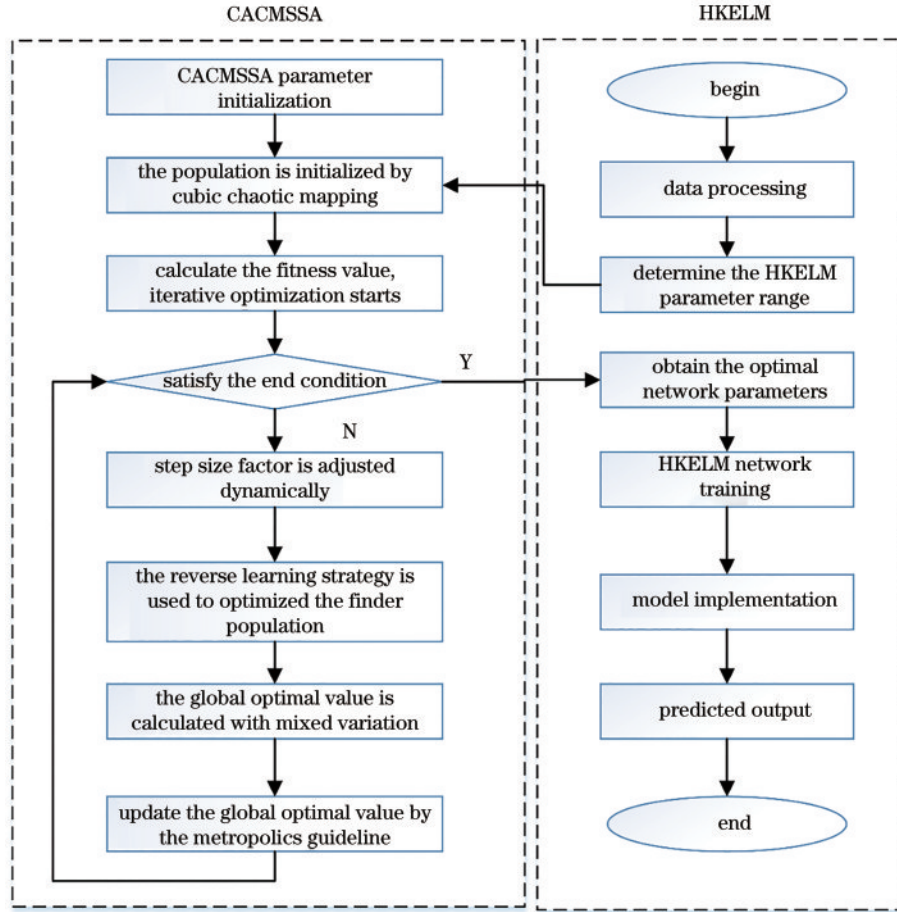 CACMSSA
CACMSSA parameter
initialization
the population is initialized by
cubic chaotic mapping
calculate the fitness value,
iterative optimization starts
satisfy the end condition
Y
N
step size factor is adjusted
dynamically
the reverse learning strategy is
used to optimized the finder
population
the global optimal value is
calculated with mixed variation
update the global optimal value by
the metropolics guideline
HKELM
begin
data processing
determine the HKELM
parameter range
obtain the optimal
network parameters
HKELM network
training
model implementation
predicted output
end